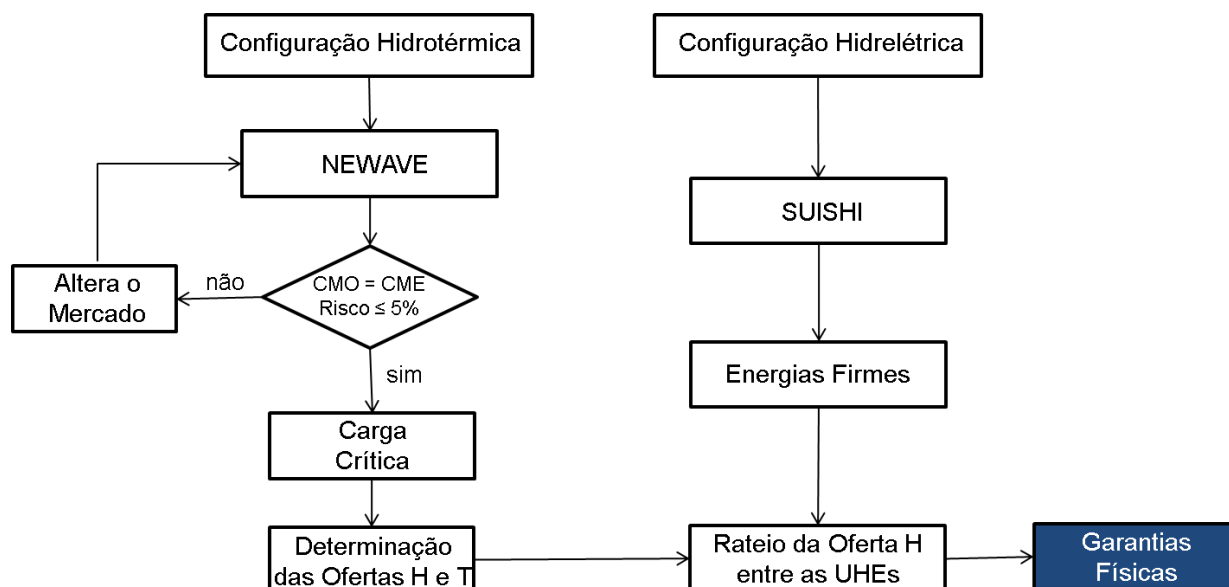 Configuração Hidrotérmica
Configuração Hidrelétrica
NEWAVE
SUISHI
Altera o
Mercado
não
CMO = CME
Risco ≤ 5%
sim
Energias Firmes
Carga
Crítica
Determinação
das Ofertas H e T
Rateio da Oferta H
entre as UHEs
Garantias
Físicas